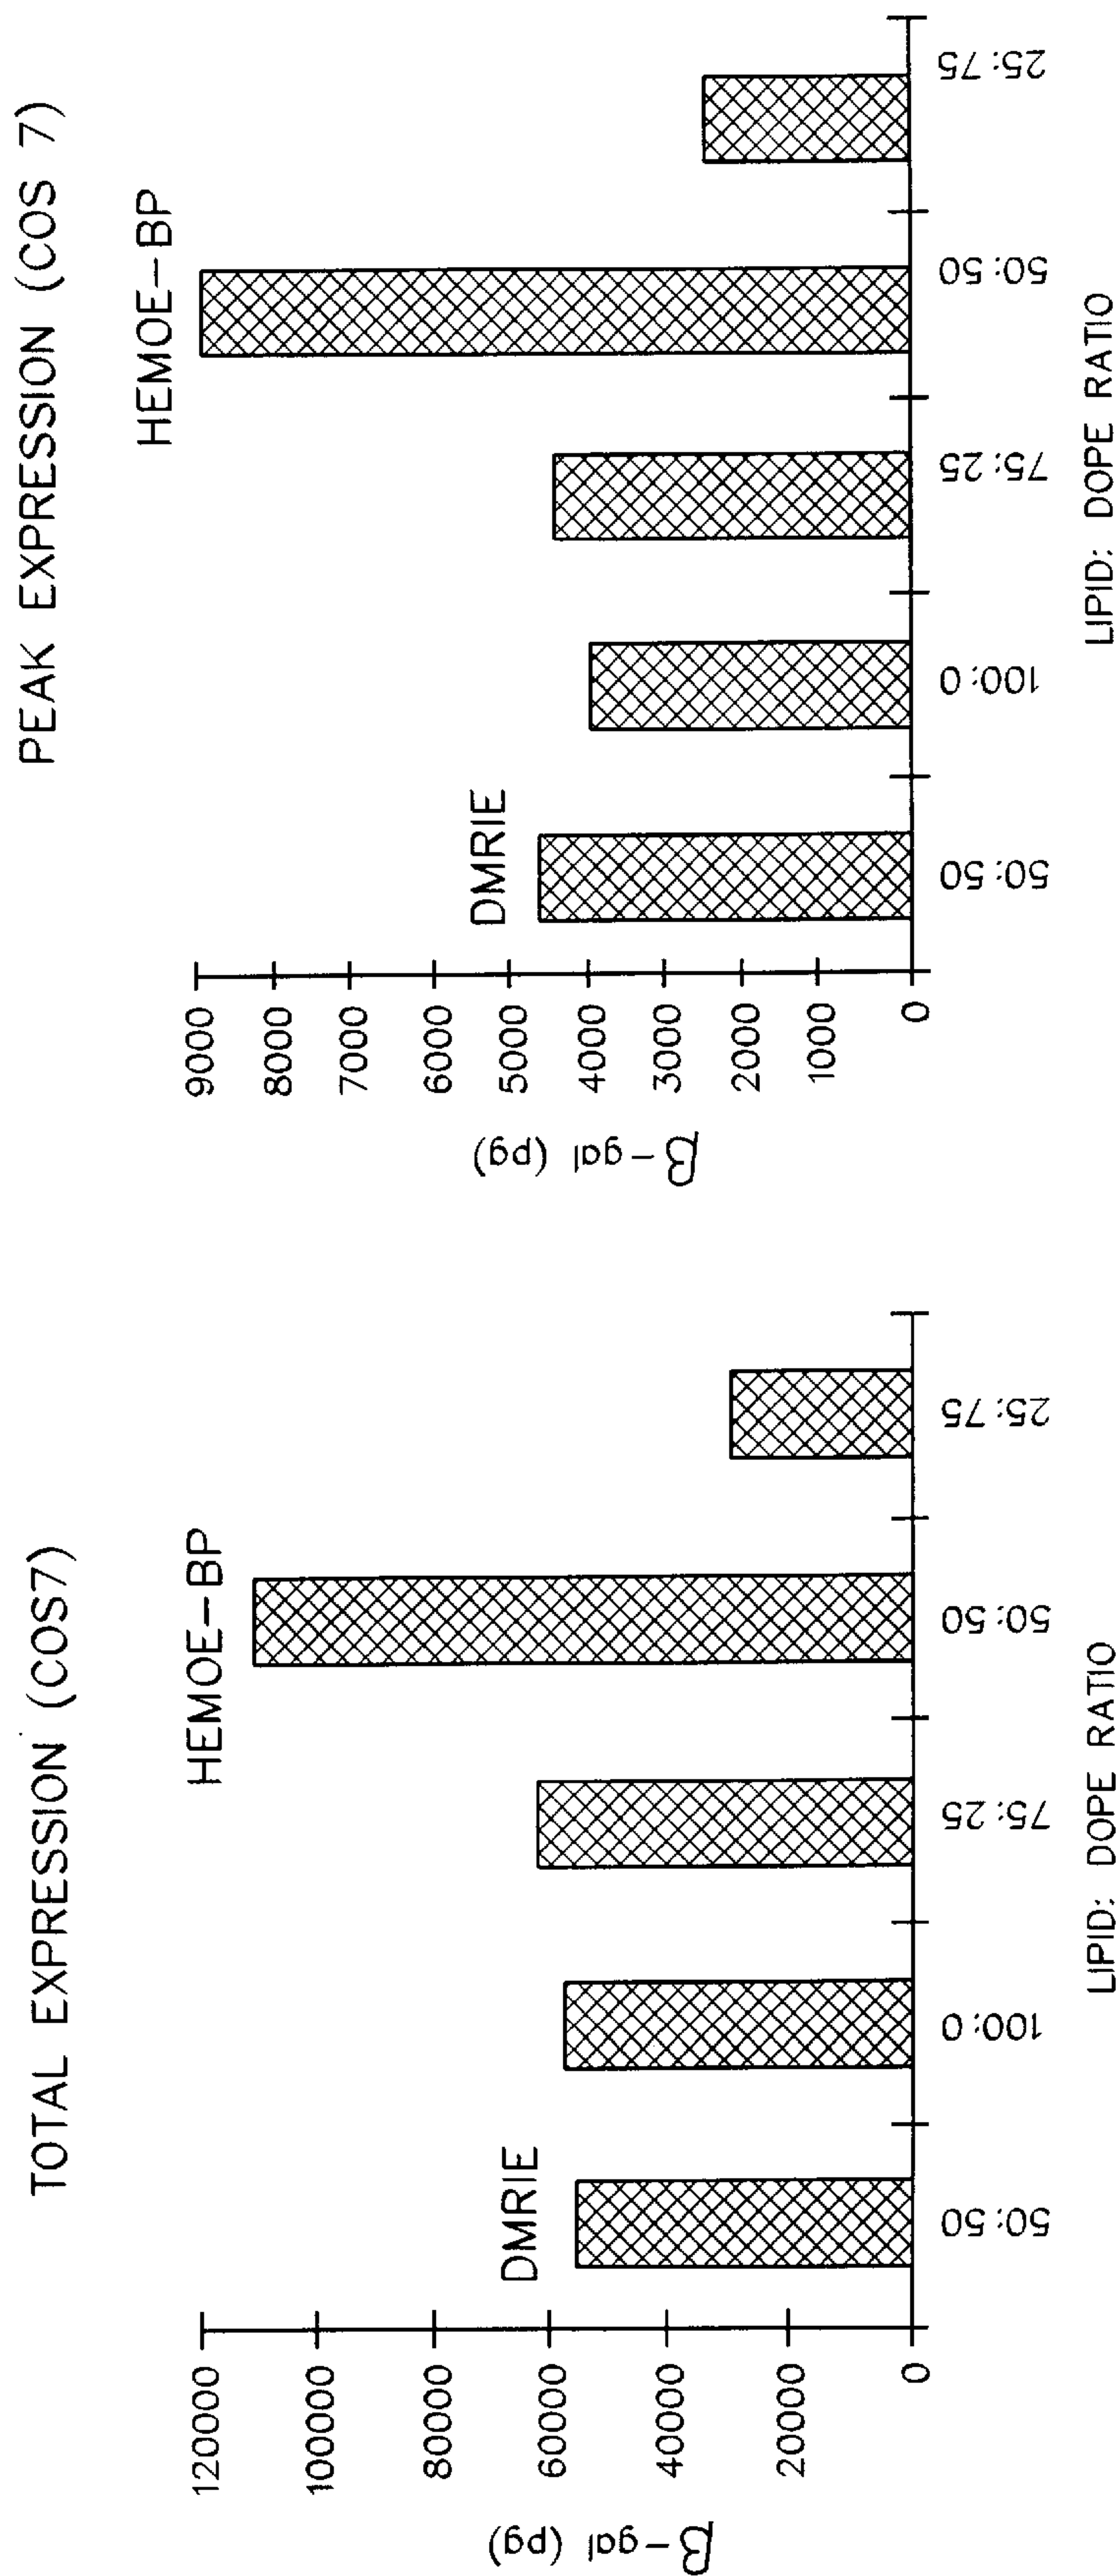 TOTAL EXPRESSION (COS7)
HEMOE-BP
DMRIE
120000
100000
80000
60000
40000
20000
0
β-gal (pg)
50:50
100:0
75:25
50:50
25:75
LIPID: DOPE RATIO
PEAK EXPRESSION (COS 7)
HEMOE-BP
DMRIE
9000
8000
7000
6000
5000
4000
3000
2000
1000
0
β-gal (pg)
50:50
100:0
75:25
50:50
25:75
LIPID: DOPE RATIO